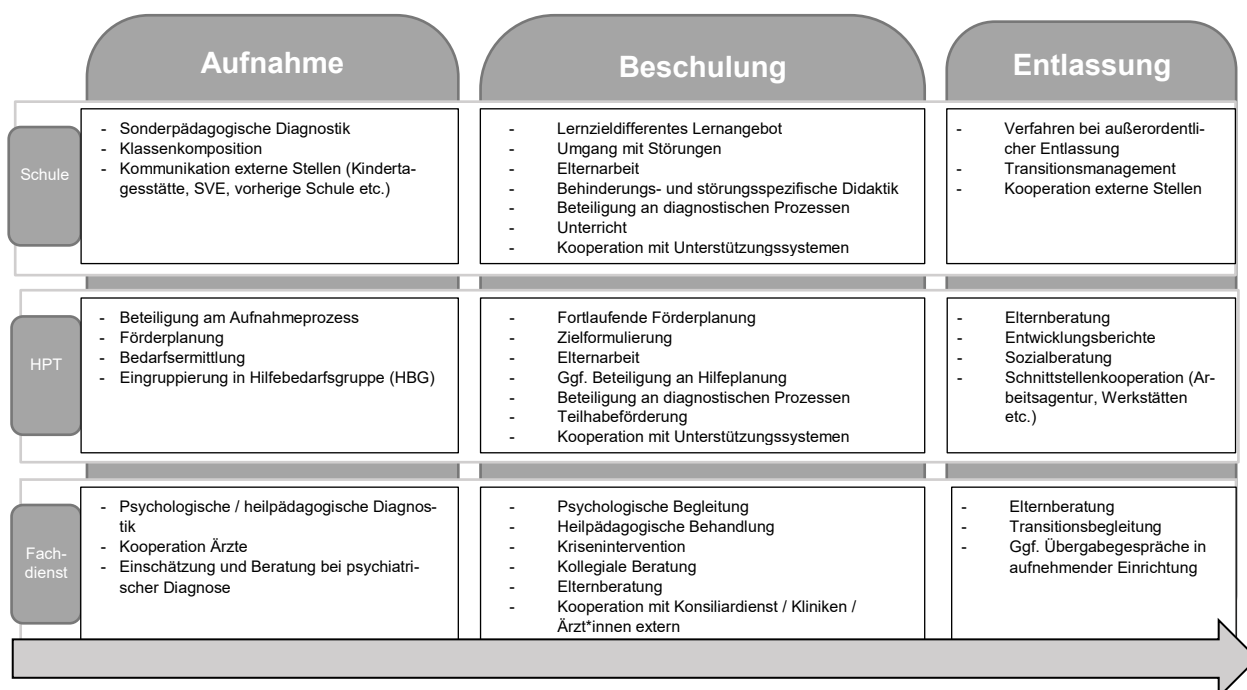 Aufnahme
Beschulung
Entlassung
Schule
- Sonderpädagogische Diagnostik
- Klassenkomposition
- Kommunikation externe Stellen (Kinderta-
gesstätte, SVE, vorherige Schule etc.)
- Lernzieldifferentes Lernangebot
- Umgang mit Störungen
- Elternarbeit
- Behinderungs- und störungsspezifische Didaktik
- Beteiligung an diagnostischen Prozessen
- Unterricht
- Kooperation mit Unterstützungssystemen
- Verfahren bei außerordentli-
cher Entlassung
- Transitionsmanagement
- Kooperation externe Stellen
HPT
- Beteiligung am Aufnahmeprozess
- Förderplanung
- Bedarfsermittlung
- Eingruppierung in Hilfebedarfsgruppe (HBG)
- Fortlaufende Förderplanung
- Zielformulierung
- Elternarbeit
- Ggf. Beteiligung an Hilfeplanung
- Beteiligung an diagnostischen Prozessen
- Teilhabeförderung
- Kooperation mit Unterstützungssystemen
- Elternberatung
- Entwicklungsberichte
- Sozialberatung
- Schnittstellenkooperation (Ar-
beitsagentur, Werkstätten
etc.)
Fach-
dienst
- Psychologische / heilpädagogische Diagnos-
tik
- Kooperation Ärzte
- Einschätzung und Beratung bei psychiatri-
scher Diagnose
- Psychologische Begleitung
- Heilpädagogische Behandlung
- Krisenintervention
- Kollegiale Beratung
- Elternberatung
- Kooperation mit Konsiliardienst / Kliniken /
Ärzt*innen extern
- Elternberatung
- Transitionsbegleitung
- Ggf. Übergabegespräche in
aufnehmender Einrichtung